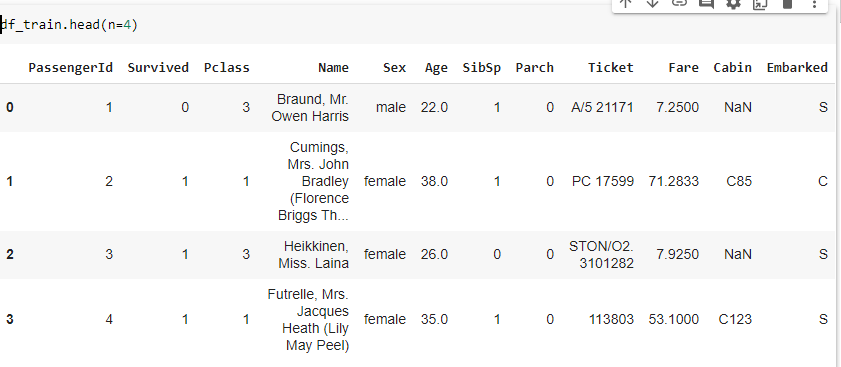 df_train.head(n=4)
PassengerId Survived Pclass Name Sex Age SibSp Parch Ticket Fare Cabin Embarked
0 1 0 3 Braund, Mr. Owen Harris male 22.0 1 0 A/5 21171 7.2500 NaN S
1 2 1 1 Cumings, Mrs. John Bradley (Florence Briggs Th... female 38.0 1 0 PC 17599 71.2833 C85 C
2 3 1 3 Heikkinen, Miss. Laina female 26.0 0 0 STON/O2. 3101282 7.9250 NaN S
3 4 1 1 Futrelle, Mrs. Jacques Heath (Lily May Peel) female 35.0 1 0 113803 53.1000 C123 S